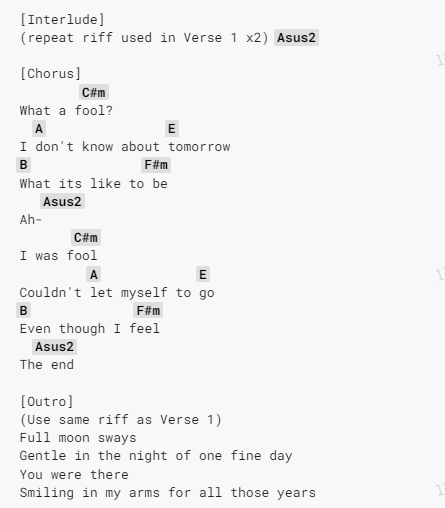 [Interlude]
(repeat riff used in Verse 1 x2) Asus2
[Chorus]
C#m
What a fool?
A E
I don't know about tomorrow
B F#m
What its like to be
Asus2
Ah-
C#m
I was fool
A E
Couldn't let myself to go
B F#m
Even though I feel
Asus2
The end
[Outro]
(Use same riff as Verse 1)
Full moon sways
Gentle in the night of one fine day
You were there
Smiling in my arms for all those years